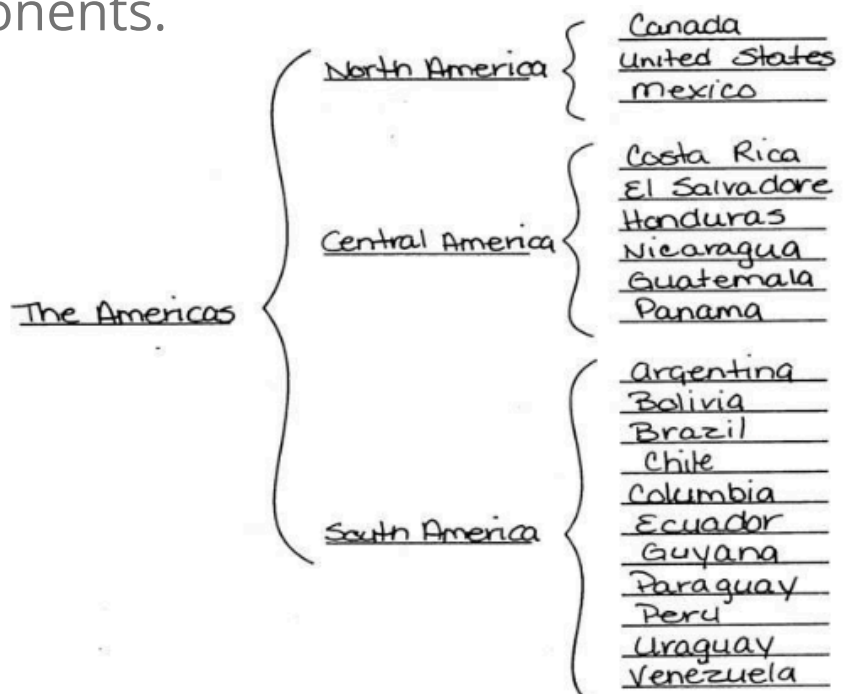 onents.
The Americas
North America
Canada
United States
Mexico
Central America
Costa Rica
El Salvadore
Honduras
Nicaragua
Guatemala
Panama
South America
Argentina
Bolivia
Brazil
Chile
Columbia
Ecuador
Guyana
Paraguay
Peru
Uraguay
Venezuela